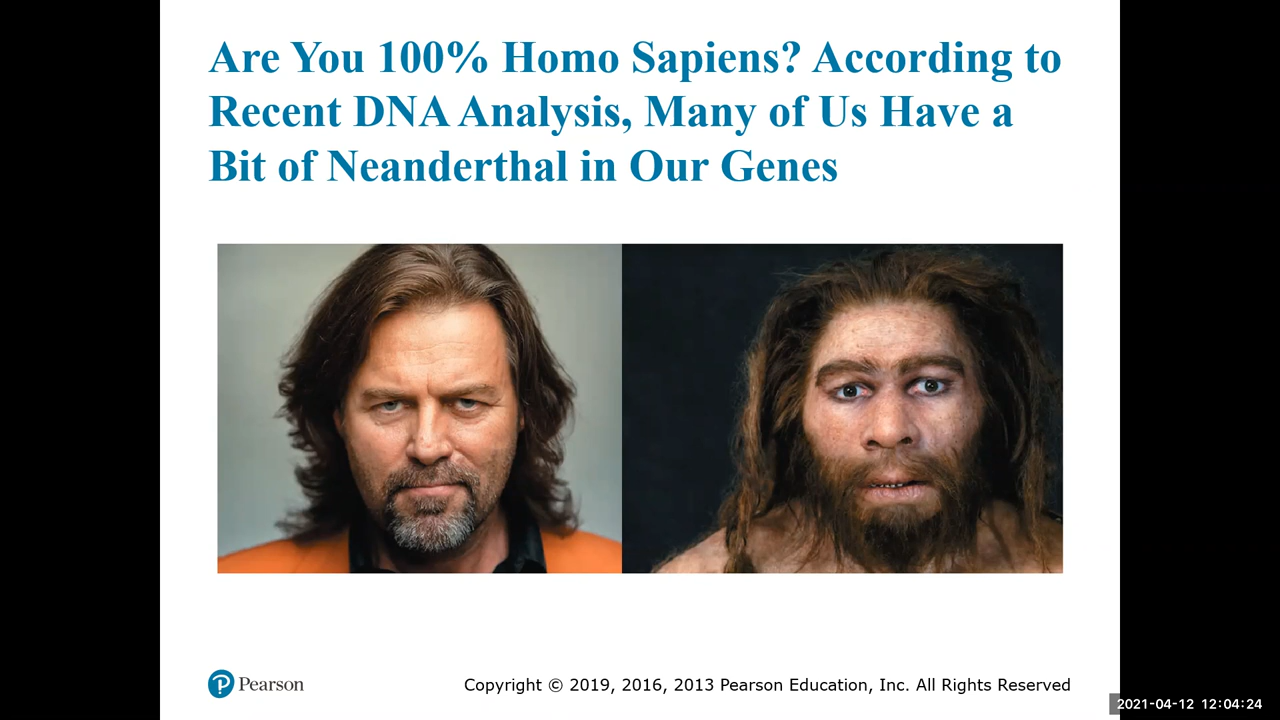 Are You 100% Homo Sapiens? According to
Recent DNA Analysis, Many of Us Have a
Bit of Neanderthal in Our Genes
Pearson
Copyright © 2019, 2016, 2013 Pearson Education, Inc. All Rights Reserved
2021-04-12 12:04:24